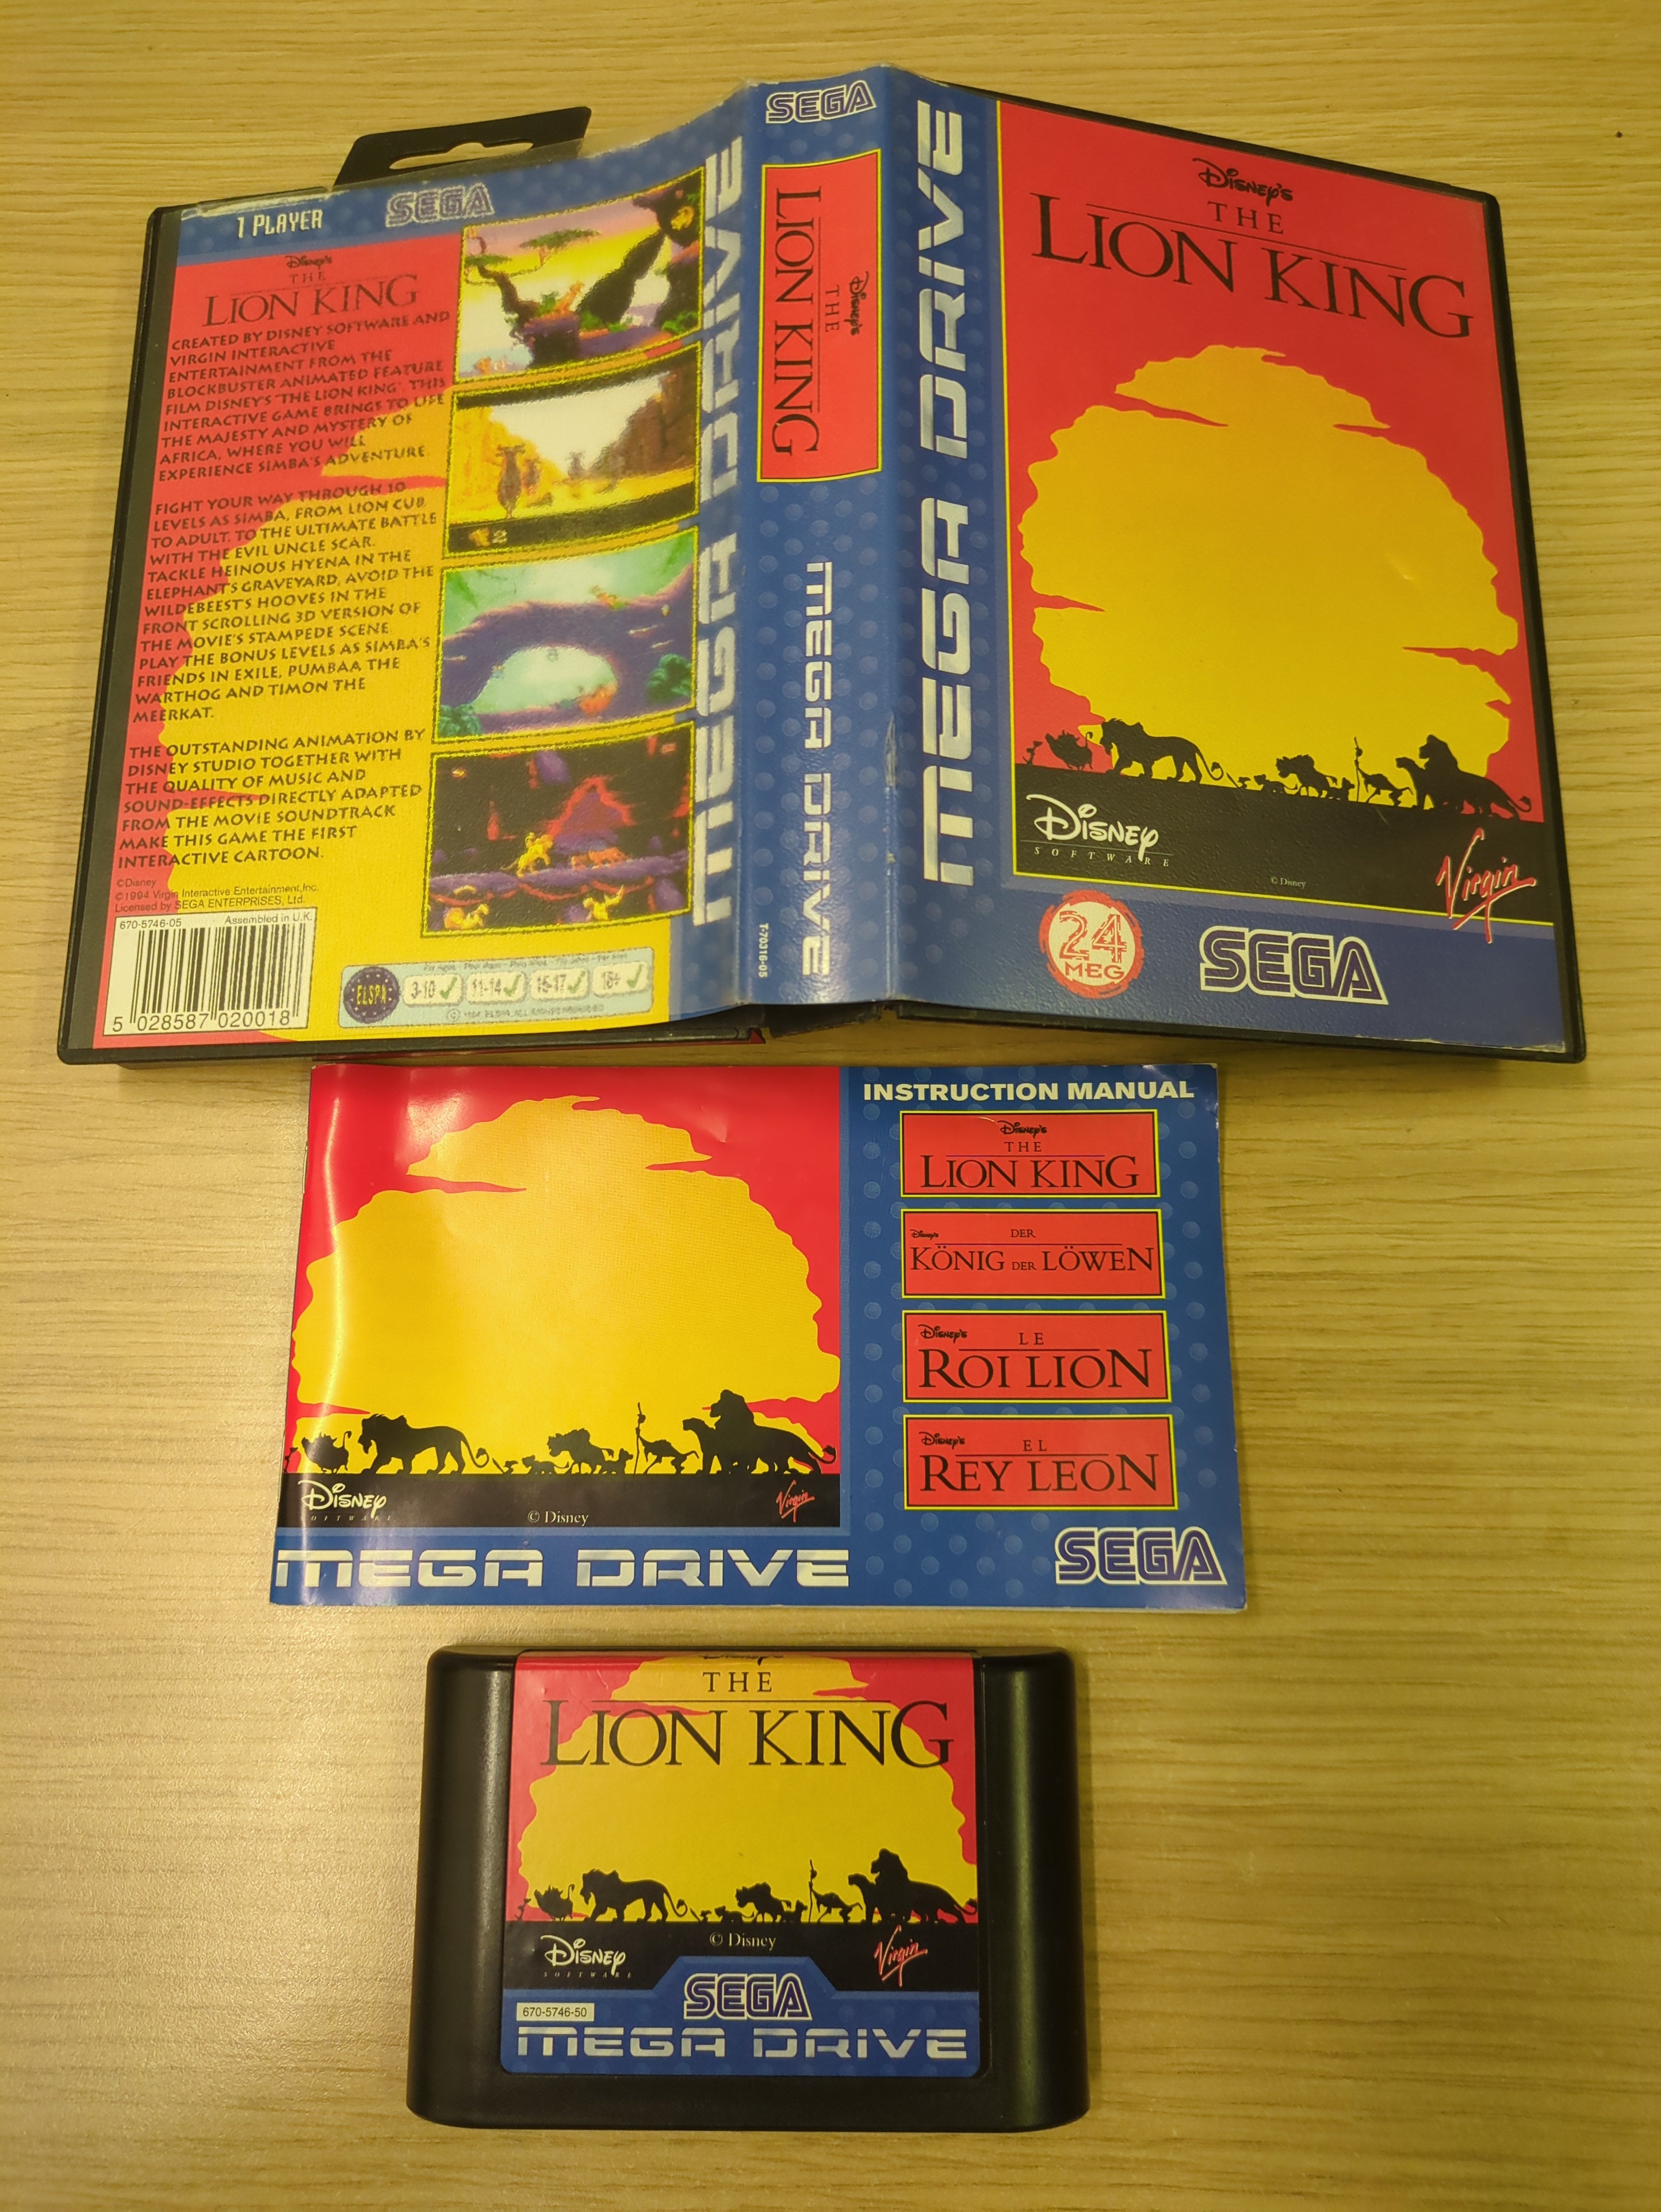 1 PLAYER
SEGA
Disney's
THE
LION KING
CREATED BY DISNEY SOFTWARE AND
VIRGIN INTERACTIVE
ENTERTAINMENT FROM THE
BLOCKBUSTER ANIMATED FEATURE
FILM DISNEY'S "THE LION KING" THIS
INTERACTIVE GAME BRINGS TO LIFE
THE MAJESTY AND MYSTERY OF
AFRICA, WHERE YOU WILL
EXPERIENCE SIMBA'S ADVENTURE.
FIGHT YOUR WAY THROUGH 10
LEVELS AS SIMBA, FROM LION CUB
TO ADULT. TO THE ULTIMATE BATTLE
WITH THE EVIL UNCLE SCAR.
TACKLE HEINOUS HYENA IN THE
ELEPHANT'S GRAVEYARD, AVOID THE
WILDEBEEST'S HOOVES IN THE
FRONT SCROLLING 3D VERSION OF
THE MOVIE'S STAMPEDE SCENE
PLAY THE BONUS LEVELS AS SIMBA'S
FRIENDS IN EXILE, PUMBAA THE
WARTHOG AND TIMON THE
MEERKAT.
THE OUTSTANDING ANIMATION BY
DISNEY STUDIO TOGETHER WITH
THE QUALITY OF MUSIC AND
SOUND-EFFECTS DIRECTLY ADAPTED
FROM THE MOVIE SOUNDTRACK
MAKE THIS GAME THE FIRST
INTERACTIVE CARTOON.
©Disney
©1994 Virgin Interactive Entertainment,Inc.
Licensed by SEGA ENTERPRISES, Ltd.
670-5746-05 Assembled in U.K.
5 028587 020018
2
ELSPA
3-10 ✓ 11-14 ✓ 15-17 ✓ 18+ ✓
MEGA DRIVE
SEGA
Disney's
THE
LION KING
MEGA DRIVE
T-70316-05
MEGA DRIVE
Disney's
THE
LION KING
Disney
SOFTWARE
© Disney
Virgin
24
MEG
SEGA
INSTRUCTION MANUAL
Disney's
THE
LION KING
Disney's
DER
KÖNIG DER LÖWEN
Disney's
LE
ROI LION
Disney's
EL
REY LEON
Disney
SOFTWARE
© Disney
Virgin
MEGA DRIVE
SEGA
Disney's
THE
LION KING
© Disney
Disney
SOFTWARE
Virgin
SEGA
670-5746-50
MEGA DRIVE